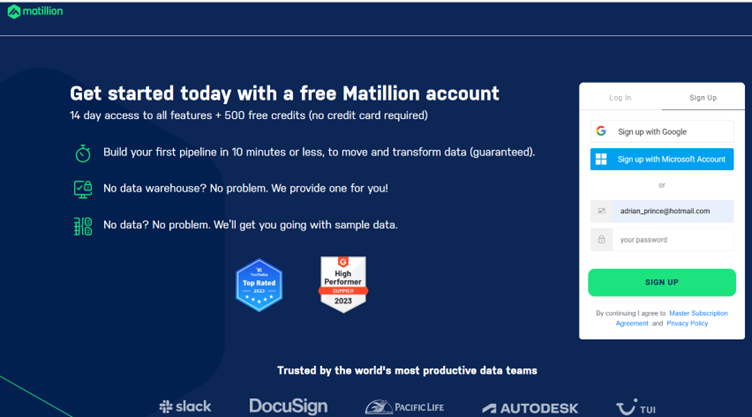 matillion
Get started today with a free Matillion account
14 day access to all features + 500 free credits (no credit card required)
Build your first pipeline in 10 minutes or less, to move and transform data (guaranteed).
No data warehouse? No problem. We provide one for you!
No data? No problem. We'll get you going with sample data.
Top Rated
2023
High
Performer
SUMMER
2023
Log In
Sign Up
Sign up with Google
Sign up with Microsoft Account
or
adrian_prince@hotmail.com
your password
SIGN UP
By continuing I agree to Master Subscription
Agreement and Privacy Policy
Trusted by the world's most productive data teams
slack
DocuSign
PACIFIC LIFE
AUTODESK
TUI